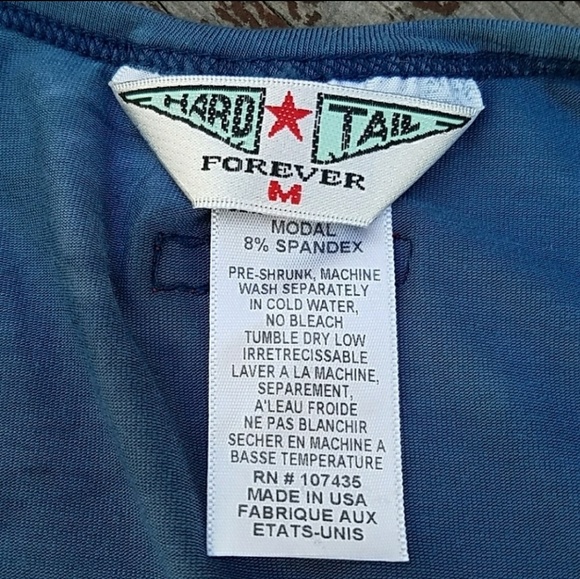 HARD ★ TAIL
FOREVER
M
MODAL
8% SPANDEX
PRE-SHRUNK, MACHINE
WASH SEPARATELY
IN COLD WATER,
NO BLEACH
TUMBLE DRY LOW
IRRETRECISSABLE
LAVER A LA MACHINE,
SEPAREMENT,
A'LEAU FROIDE
NE PAS BLANCHIR
SECHER EN MACHINE A
BASSE TEMPERATURE
RN # 107435
MADE IN USA
FABRIQUE AUX
ETATS-UNIS